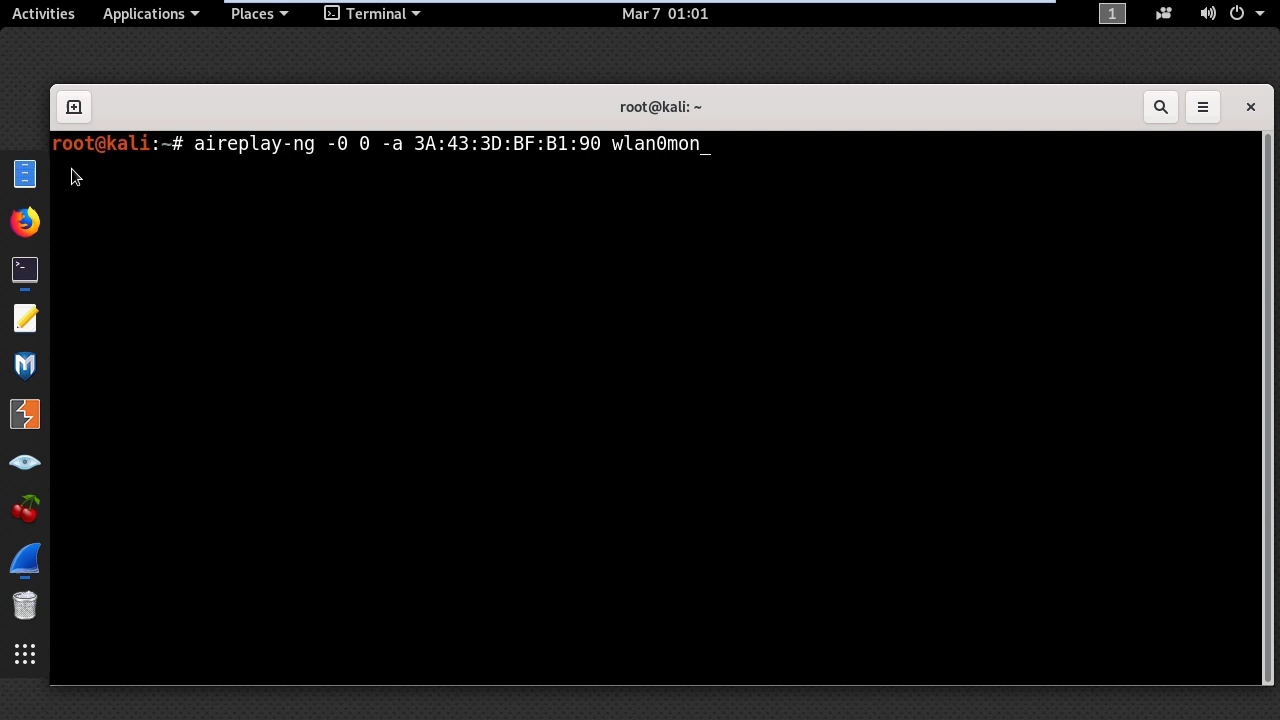 Activities Applications Places Terminal Mar 7 01:01 1
root@kali: ~
root@kali:~# aireplay-ng -0 0 -a 3A:43:3D:BF:B1:90 wlan0mon_